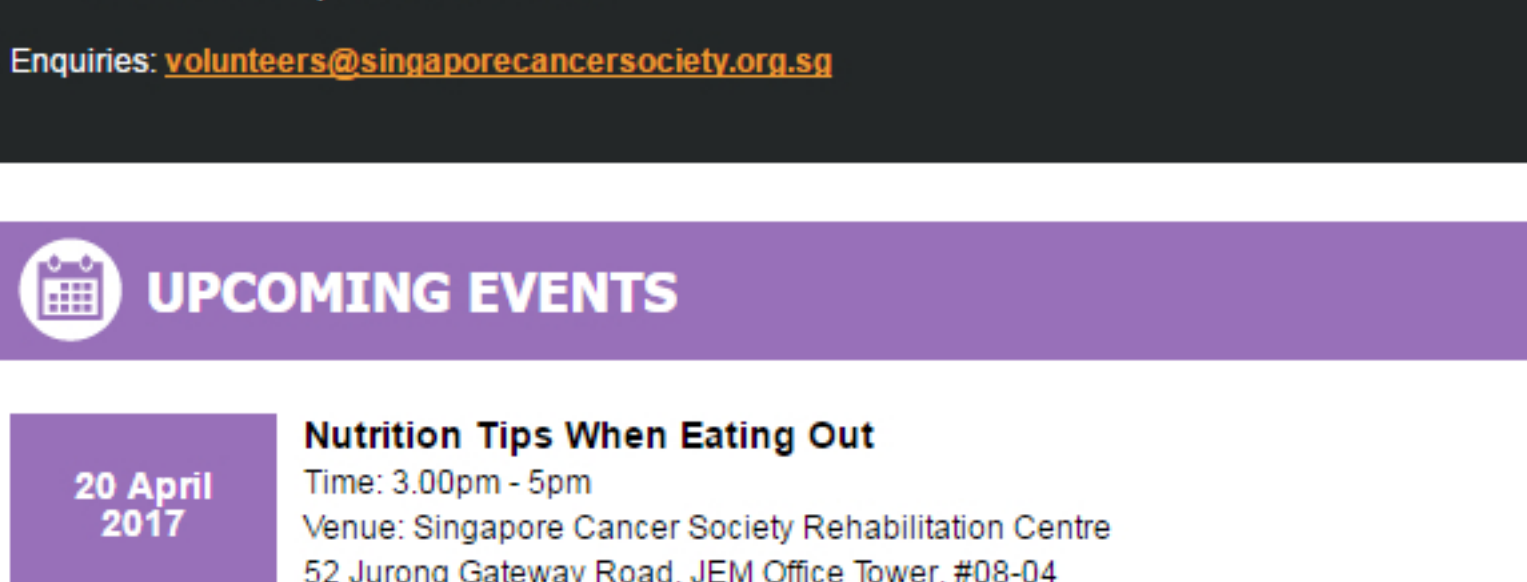 Enquiries: volunteers@singaporecancersociety.org.sg
UPCOMING EVENTS
20 April
2017
Nutrition Tips When Eating Out
Time: 3.00pm - 5pm
Venue: Singapore Cancer Society Rehabilitation Centre
52 Jurong Gateway Road, JEM Office Tower, #08-04